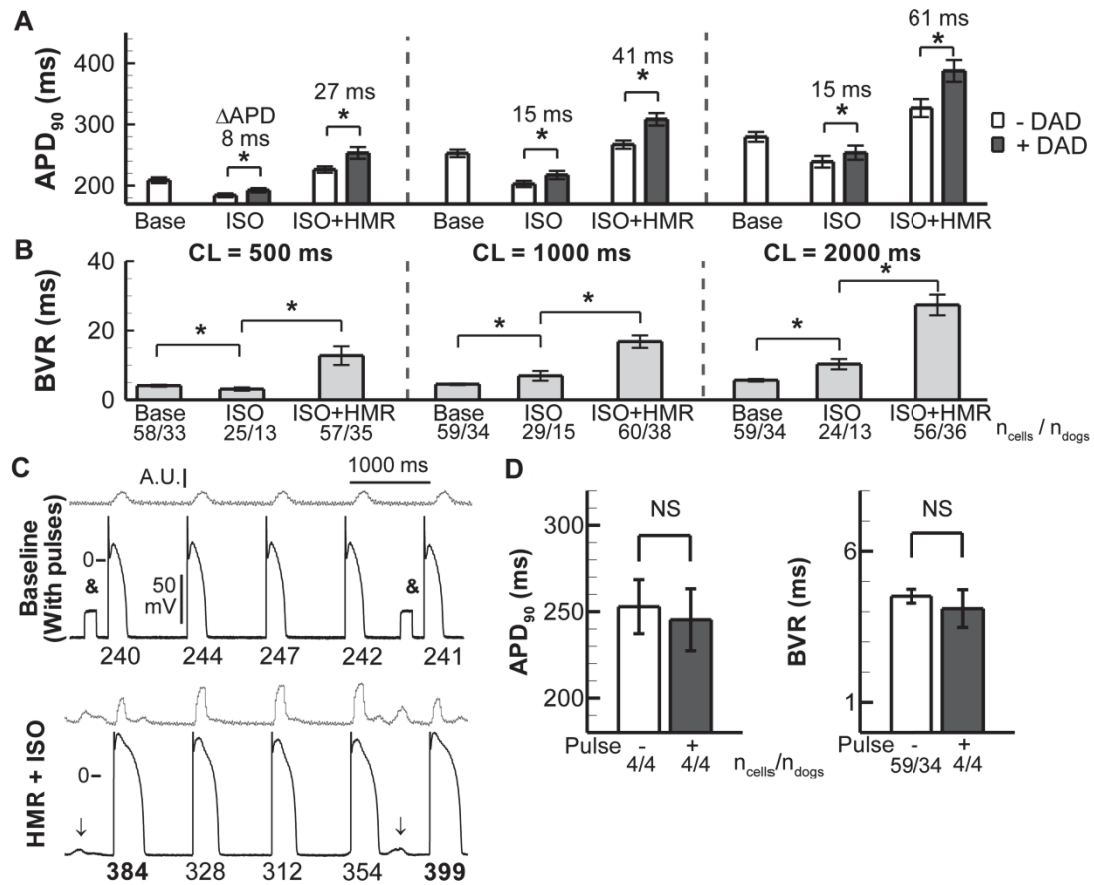 A
APD90 (ms)
400
300
200
ΔAPD
8 ms
*
27 ms
*
15 ms
*
41 ms
*
15 ms
*
61 ms
*
- DAD
+ DAD
Base ISO ISO+HMR Base ISO ISO+HMR Base ISO ISO+HMR
B
CL = 500 ms CL = 1000 ms CL = 2000 ms
BVR (ms)
40
20
0
* * * * * *
Base ISO ISO+HMR Base ISO ISO+HMR Base ISO ISO+HMR
58/33 25/13 57/35 59/34 29/15 60/38 59/34 24/13 56/36 ncells / ndogs
C
A.U.
1000 ms
Baseline
(With pulses)
0-
& &
50
mV
240 244 247 242 241
HMR + ISO
0-
↓ ↓
384 328 312 354 399
D
APD90 (ms)
300
250
200
NS
Pulse - +
4/4 4/4 ncells/ndogs
BVR (ms)
6
1
NS
Pulse - +
59/34 4/4